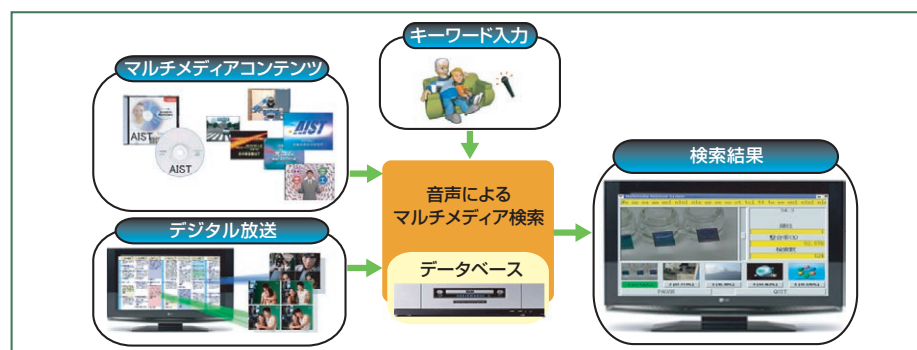 キーワード入力
マルチメディアコンテンツ
AIST
AIST
AIST
検索結果
音声による
マルチメディア検索
デジタル放送
データベース